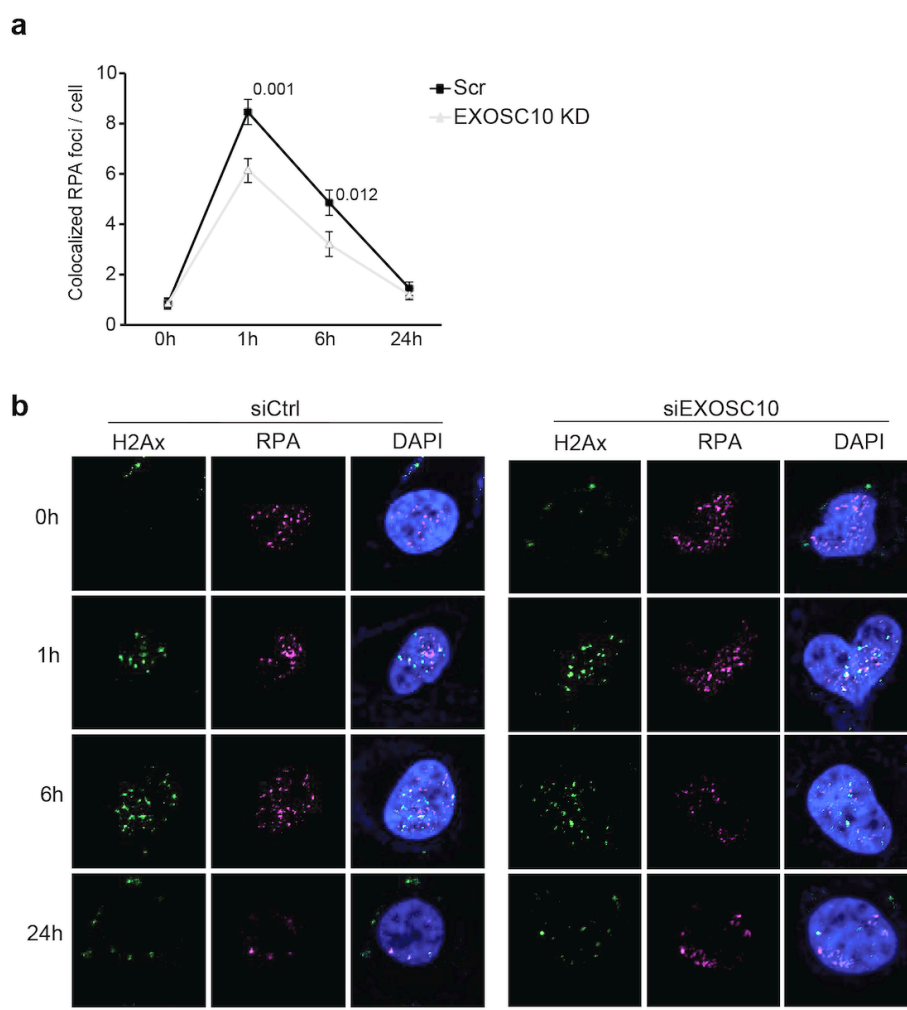 a
Colocalized RPA foci / cell
10
8
6
4
2
0
0h 1h 6h 24h
0.001
0.012
Scr
EXOSC10 KD
b
siCtrl siEXOSC10
H2Ax RPA DAPI H2Ax RPA DAPI
0h
1h
6h
24h